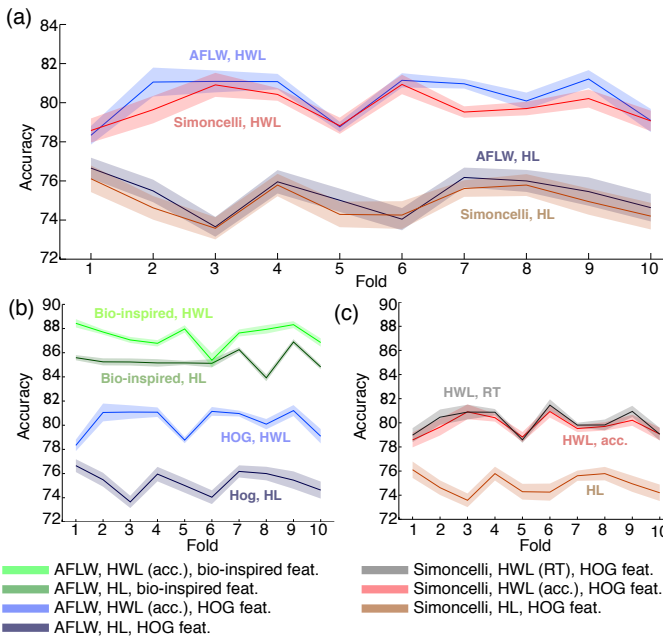 (a)
84
82
80
78
76
74
72
Accuracy
AFLW, HWL
Simoncelli, HWL
AFLW, HL
Simoncelli, HL
1 2 3 4 5 6 7 8 9 10
Fold
(b)
90
88
86
84
82
80
78
76
74
72
Accuracy
Bio-inspired, HWL
Bio-inspired, HL
HOG, HWL
Hog, HL
1 2 3 4 5 6 7 8 9 10
Fold
(c)
90
88
86
84
82
80
78
76
74
72
Accuracy
HWL, RT
HWL, acc.
HL
1 2 3 4 5 6 7 8 9 10
Fold
AFLW, HWL (acc.), bio-inspired feat.
AFLW, HL, bio-inspired feat.
AFLW, HWL (acc.), HOG feat.
AFLW, HL, HOG feat.
Simoncelli, HWL (RT), HOG feat.
Simoncelli, HWL (acc.), HOG feat.
Simoncelli, HL, HOG feat.